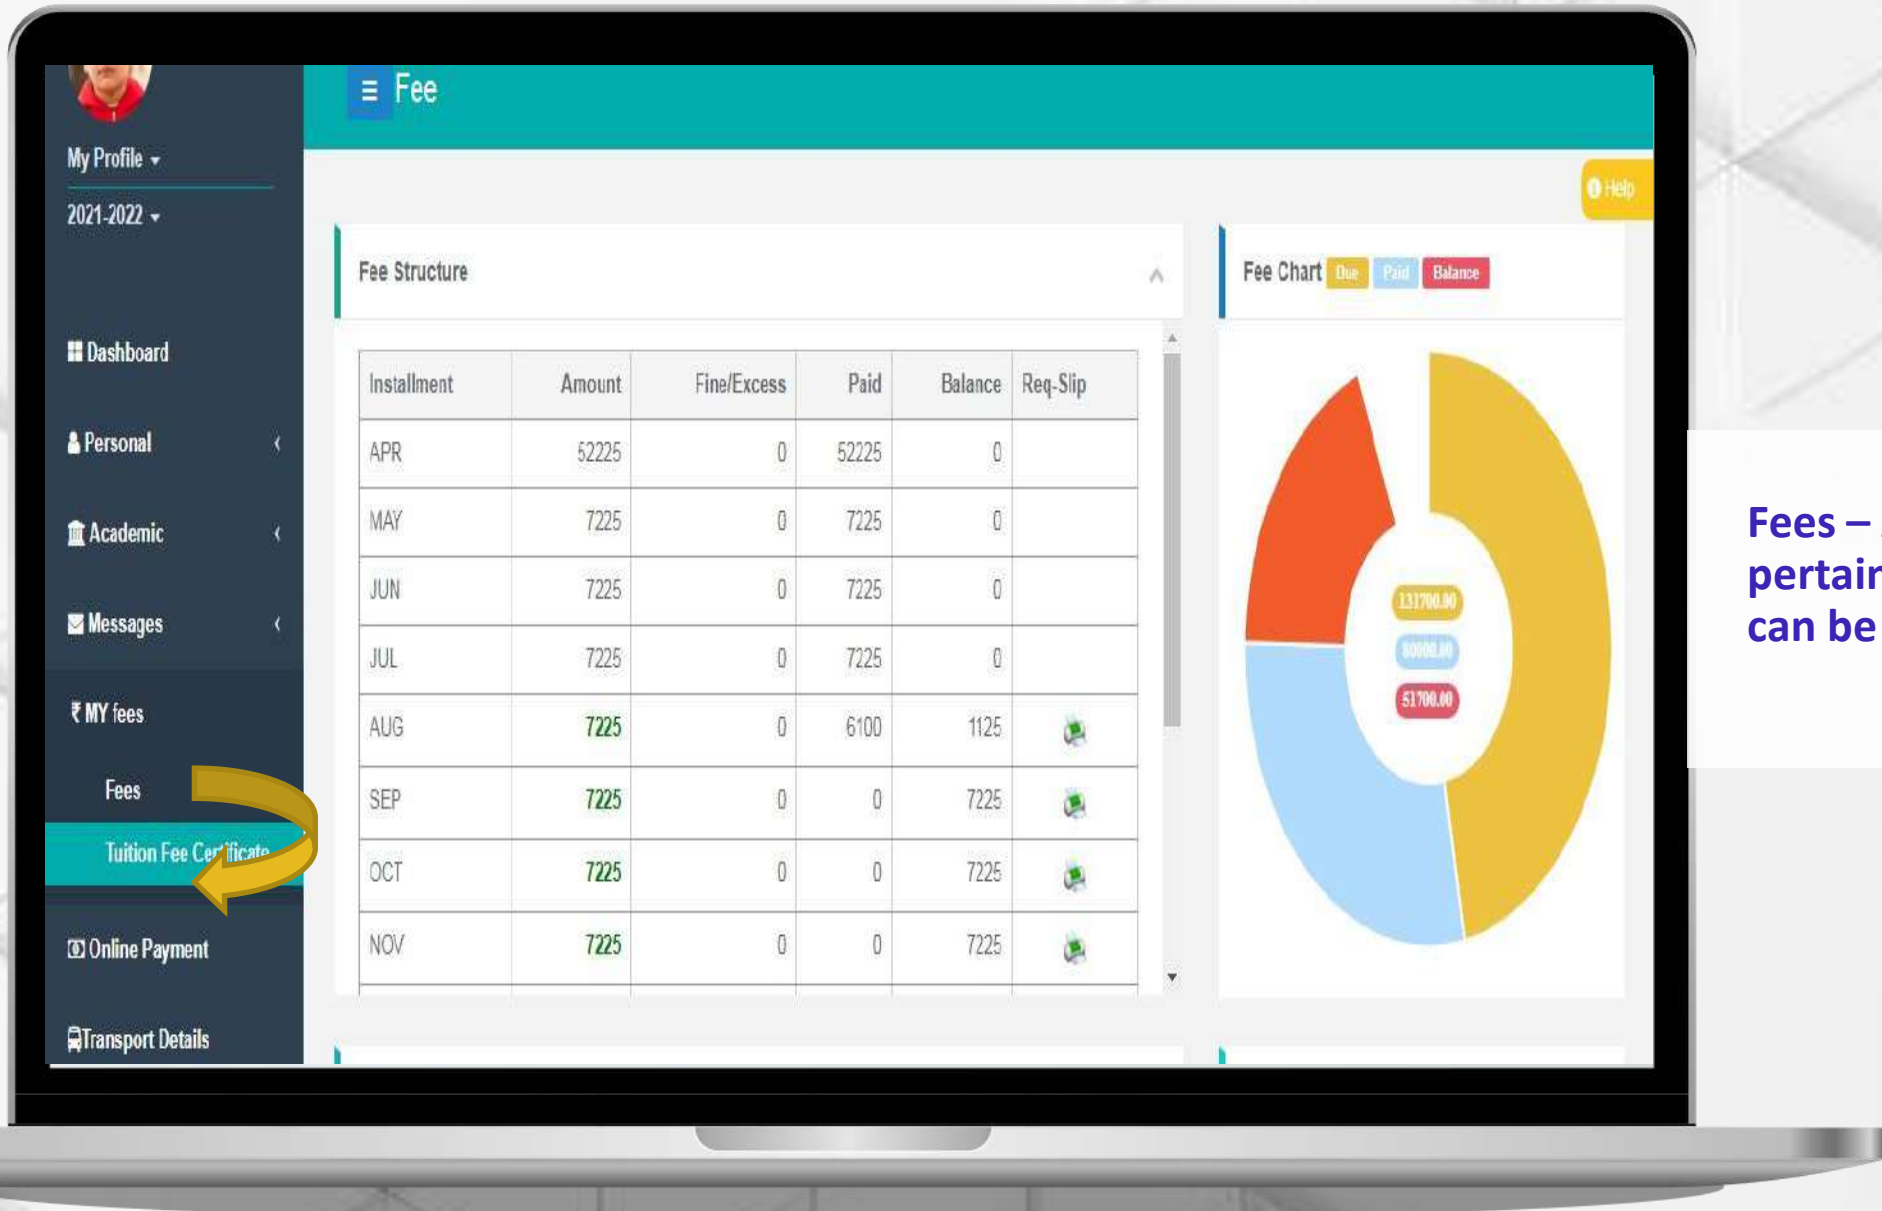 My Profile
2021-2022
Dashboard
Personal
Academic
Messages
₹ MY fees
Fees
Tuition Fee Certificate
Online Payment
Transport Details
Fee
Help
Fee Structure
Installment Amount Fine/Excess Paid Balance Req-Slip
APR 52225 0 52225 0
MAY 7225 0 7225 0
JUN 7225 0 7225 0
JUL 7225 0 7225 0
AUG 7225 0 6100 1125
SEP 7225 0 0 7225
OCT 7225 0 0 7225
NOV 7225 0 0 7225
Fee Chart Due Paid Balance
131700.00
80000.00
51700.00
Fees –
can be